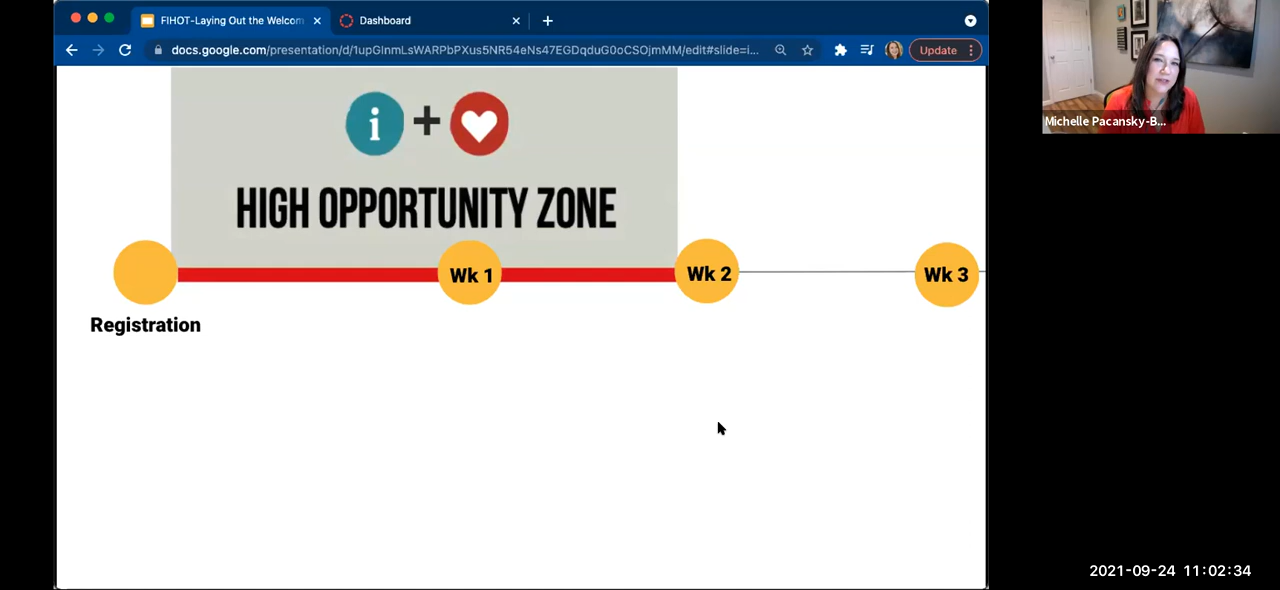 FIHOT-Laying Out the Welcom
Dashboard
docs.google.com/presentation/d/1upGInmLsWARPbPXus5NR54eNs47EGDqduG0oCSOjmMM/edit#slide=i...
Update
Michelle Pacansky-B...
i +
HIGH OPPORTUNITY ZONE
Wk 1
Wk 2
Wk 3
Registration
2021-09-24 11:02:34